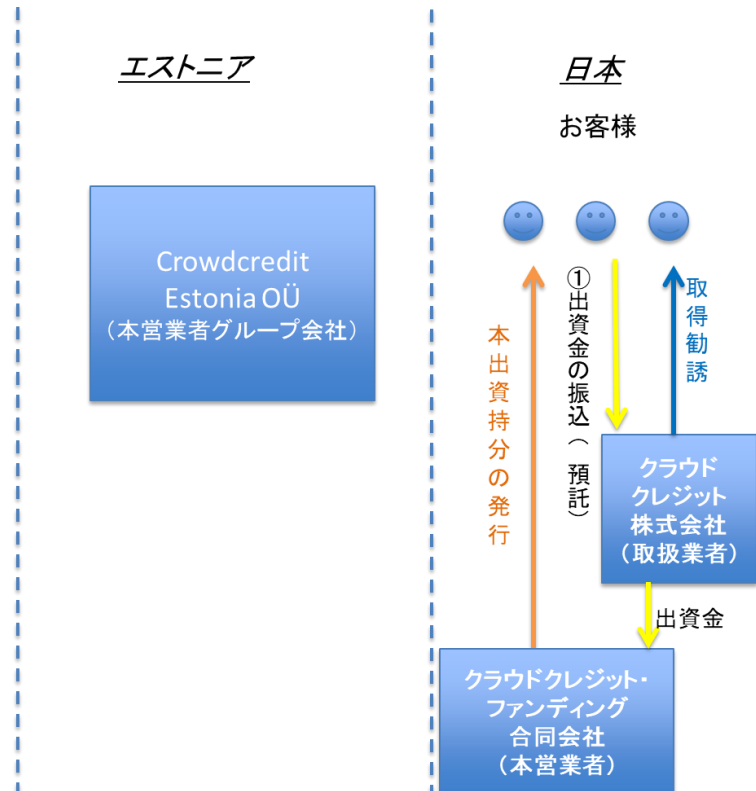 エストニア
日本
お客様
Crowdcredit
Estonia OÜ
（本営業者グループ会社）
本出資持分の発行
①出資金の振込（預託）
取得勧誘
クラウド
クレジット
株式会社
（取扱業者）
出資金
クラウドクレジット・
ファンディング
合同会社
（本営業者）